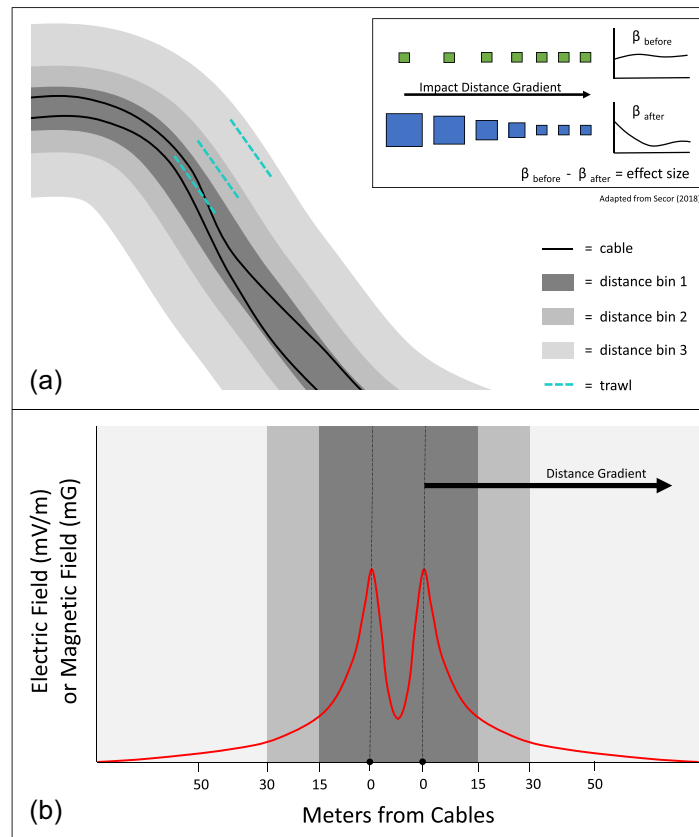 β before
Impact Distance Gradient
β after
β before - β after = effect size
Adapted from Secor (2018)
= cable
= distance bin 1
= distance bin 2
= distance bin 3
= trawl
(a)
Electric Field (mV/m)
or Magnetic Field (mG)
Distance Gradient
50 30 15 0 0 15 30 50
Meters from Cables
(b)